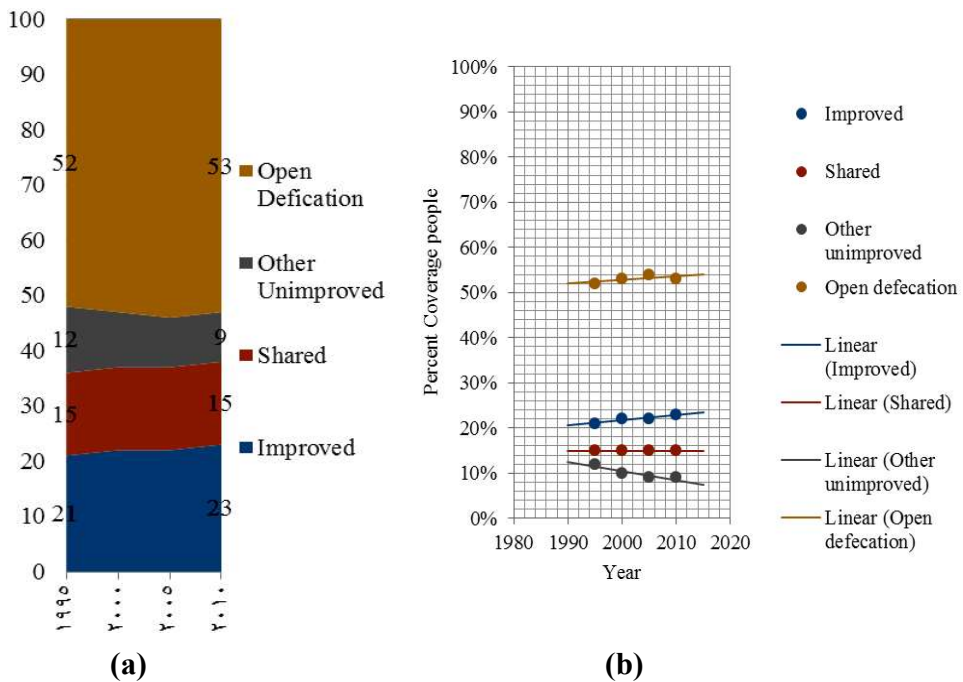 100
90
80
70
60
50
40
30
20
10
0
52
53
12
9
15
15
21
23
١٩٩٥
٢٠٠٠
٢٠٠٥
٢٠١٠
Open
Defication
Other
Unimproved
Shared
Improved
(a)
Percent Coverage people
100%
90%
80%
70%
60%
50%
40%
30%
20%
10%
0%
1980 1990 2000 2010 2020
Year
Improved
Shared
Other
unimproved
Open defecation
Linear
(Improved)
Linear (Shared)
Linear (Other
unimproved)
Linear (Open
defecation)
(b)